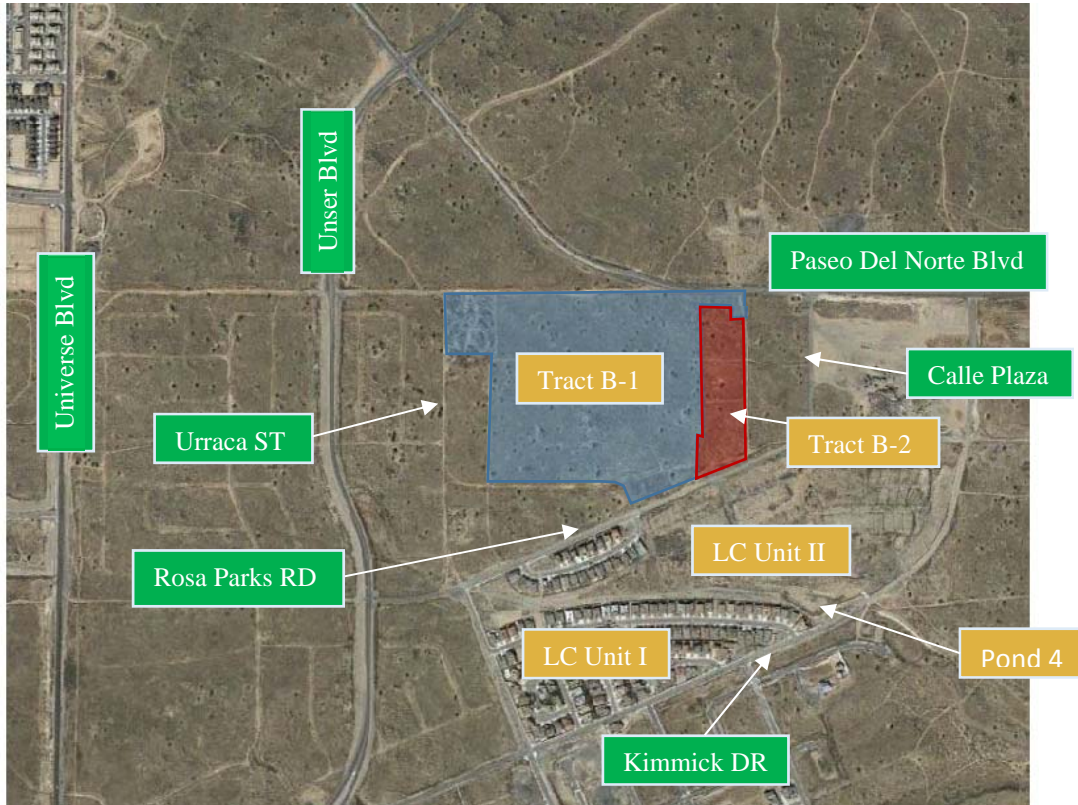 Unser Blvd
Universe Blvd
Paseo Del Norte Blvd
Calle Plaza
Tract B-1
Urraca ST
Tract B-2
Rosa Parks RD
LC Unit II
LC Unit I
Pond 4
Kimmick DR